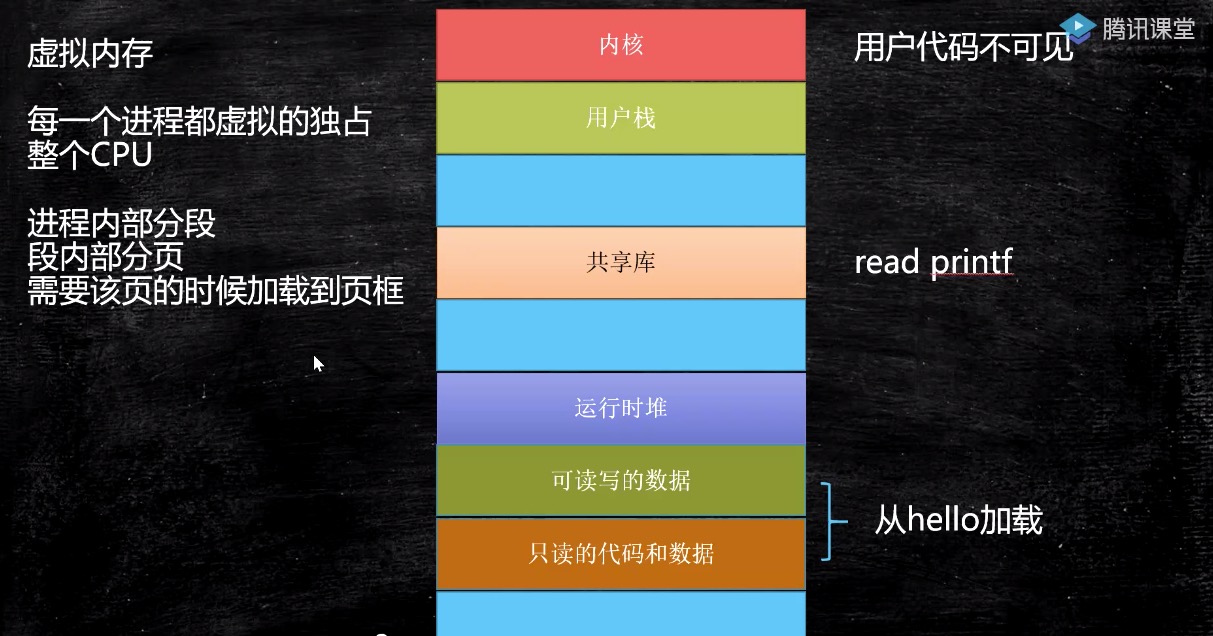 虚拟内存
每一个进程都虚拟的独占
整个CPU
进程内部分段
段内部分页
需要该页的时候加载到页框
内核
用户栈
共享库
运行时堆
可读写的数据
只读的代码和数据
用户代码不可见
腾讯课堂
read printf
从hello加载